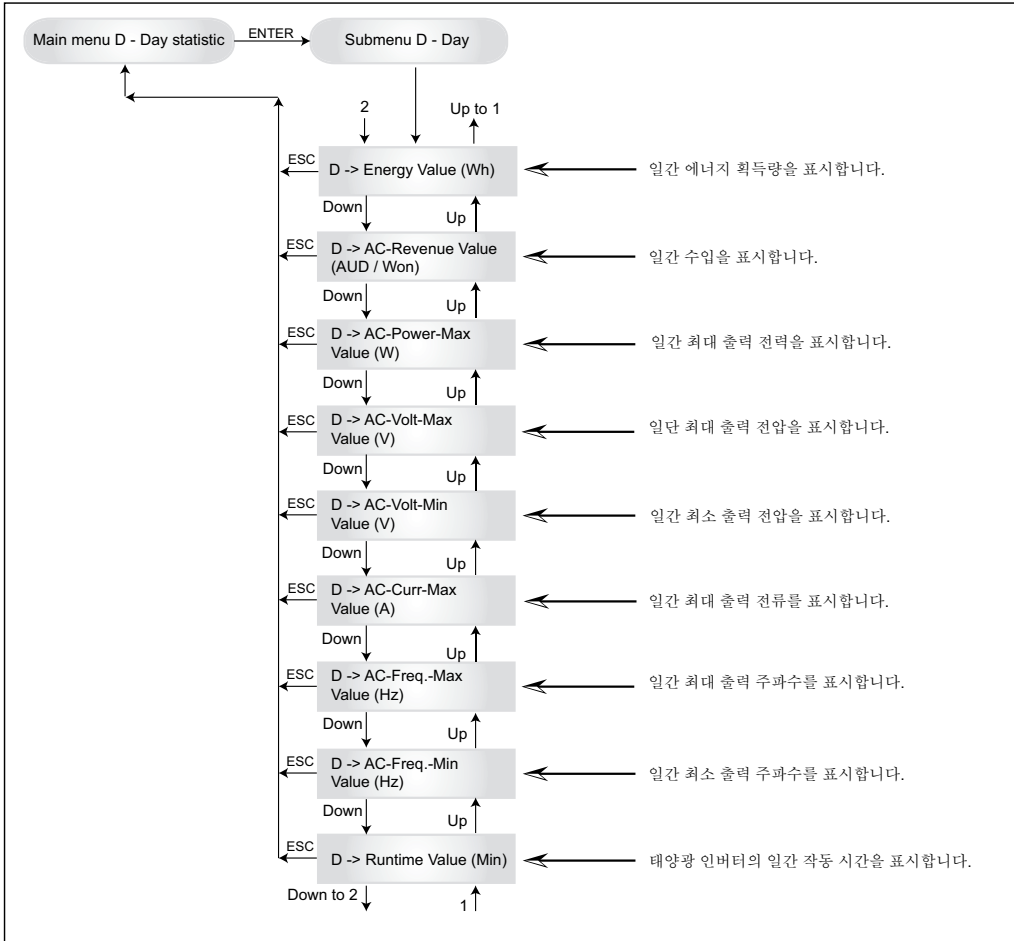 Main menu D - Day statistic
ENTER
Submenu D - Day
2
Up to 1
ESC
D -> Energy Value (Wh)
일간 에너지 획득량을 표시합니다.
Down
Up
ESC
D -> AC-Revenue Value
(AUD / Won)
일간 수입을 표시합니다.
Down
Up
ESC
D -> AC-Power-Max
Value (W)
일간 최대 출력 전력을 표시합니다.
Down
Up
ESC
D -> AC-Volt-Max
Value (V)
일단 최대 출력 전압을 표시합니다.
Down
Up
ESC
D -> AC-Volt-Min
Value (V)
일간 최소 출력 전압을 표시합니다.
Down
Up
ESC
D -> AC-Curr-Max
Value (A)
일간 최대 출력 전류를 표시합니다.
Down
Up
ESC
D -> AC-Freq.-Max
Value (Hz)
일간 최대 출력 주파수를 표시합니다.
Down
Up
ESC
D -> AC-Freq.-Min
Value (Hz)
일간 최소 출력 주파수를 표시합니다.
Down
Up
ESC
D -> Runtime Value (Min)
태양광 인버터의 일간 작동 시간을 표시합니다.
Down to 2
1